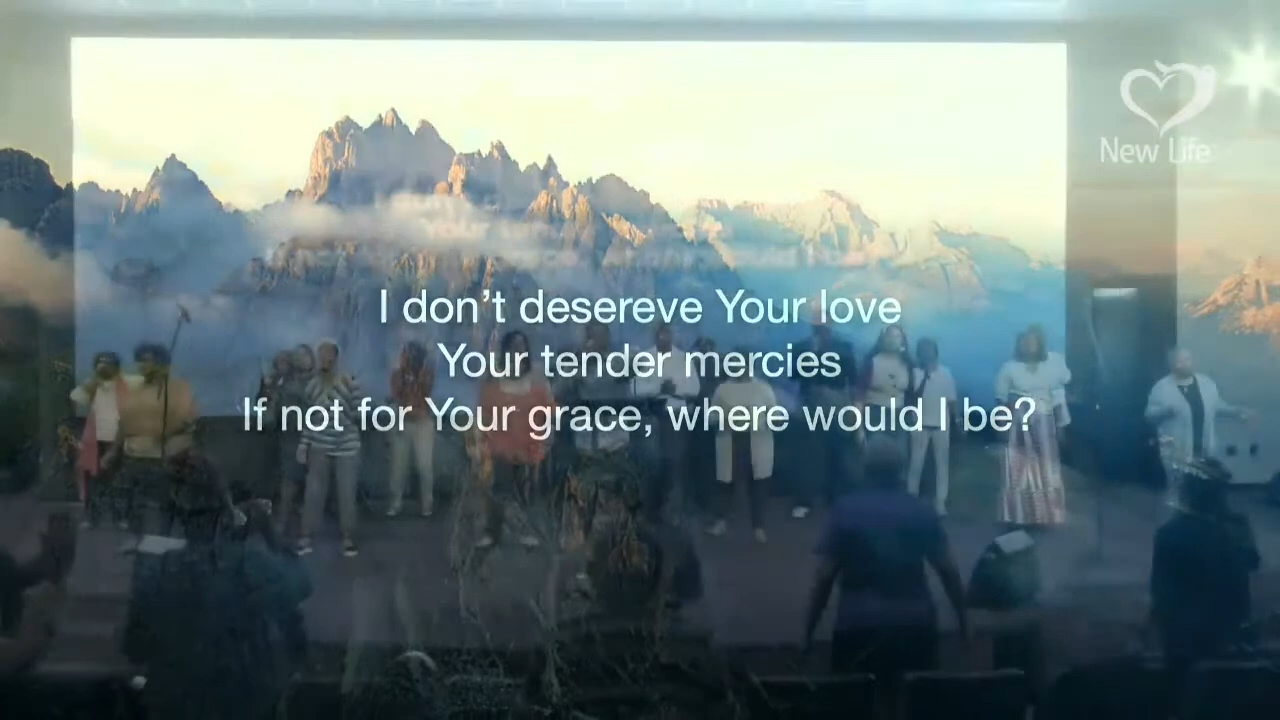 New Life
I don't desereve Your love
Your tender mercies
If not for Your grace, where would I be?